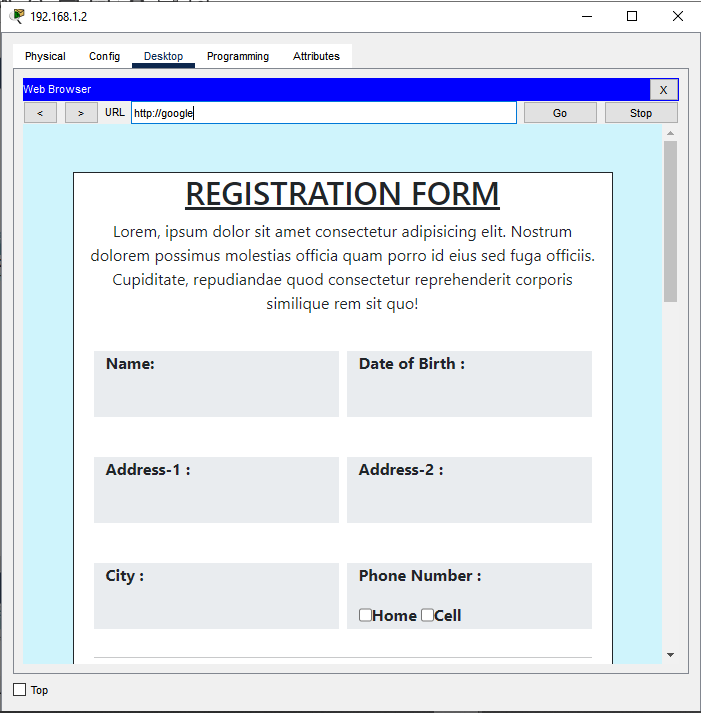 192.168.1.2
Physical Config Desktop Programming Attributes
Web Browser X
< > URL http://google Go Stop
REGISTRATION FORM
Lorem, ipsum dolor sit amet consectetur adipisicing elit. Nostrum
dolorem possimus molestias officia quam porro id eius sed fuga officiis.
Cupiditate, repudiandae quod consectetur reprehenderit corporis
similique rem sit quo!
Name: Date of Birth :
Address-1 : Address-2 :
City : Phone Number :
Home Cell
Top